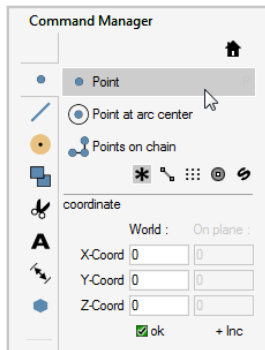 Command Manager
Point
Point at arc center
Points on chain
A
coordinate
World : On plane :
X-Coord 0 0
Y-Coord 0 0
Z-Coord 0 0
ok + Inc